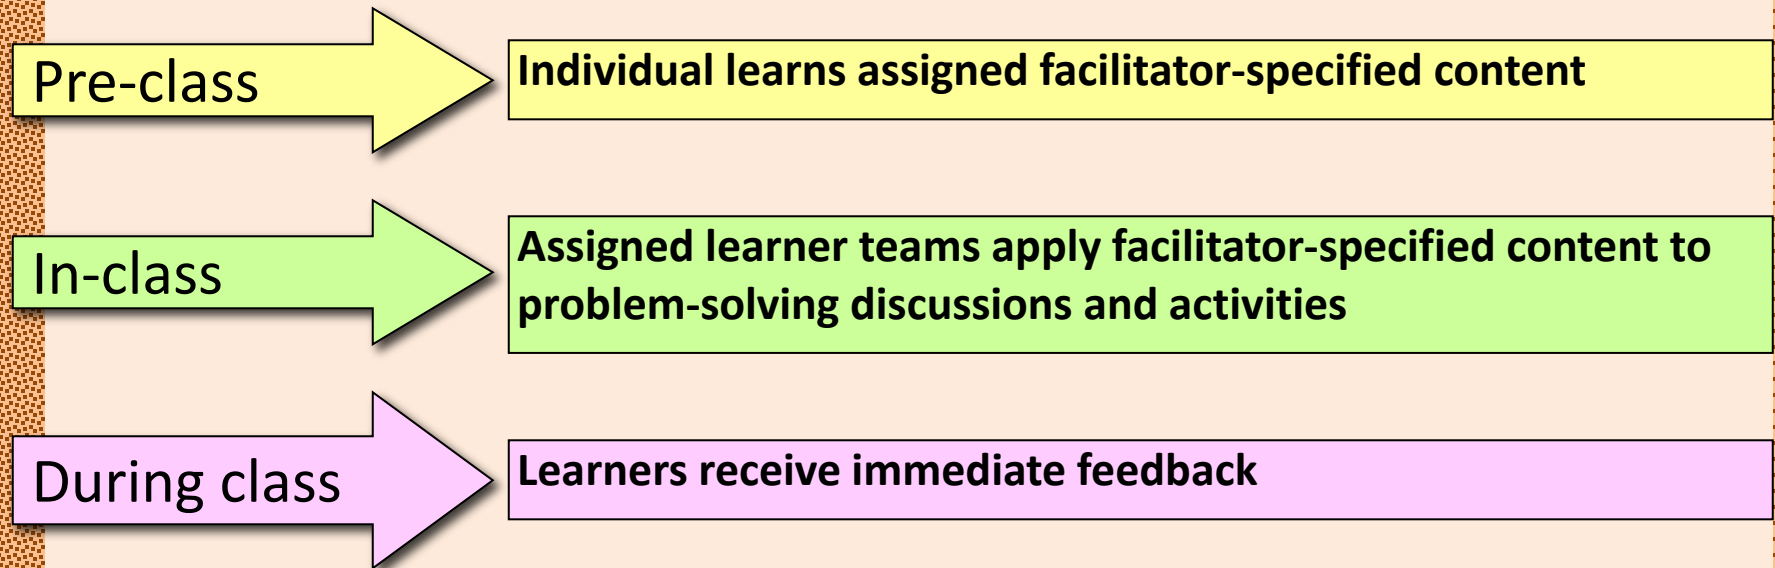 Pre-class
Individual learns assigned facilitator-specified content
In-class
Assigned learner teams apply facilitator-specified content to
problem-solving discussions and activities
During class
Learners receive immediate feedback